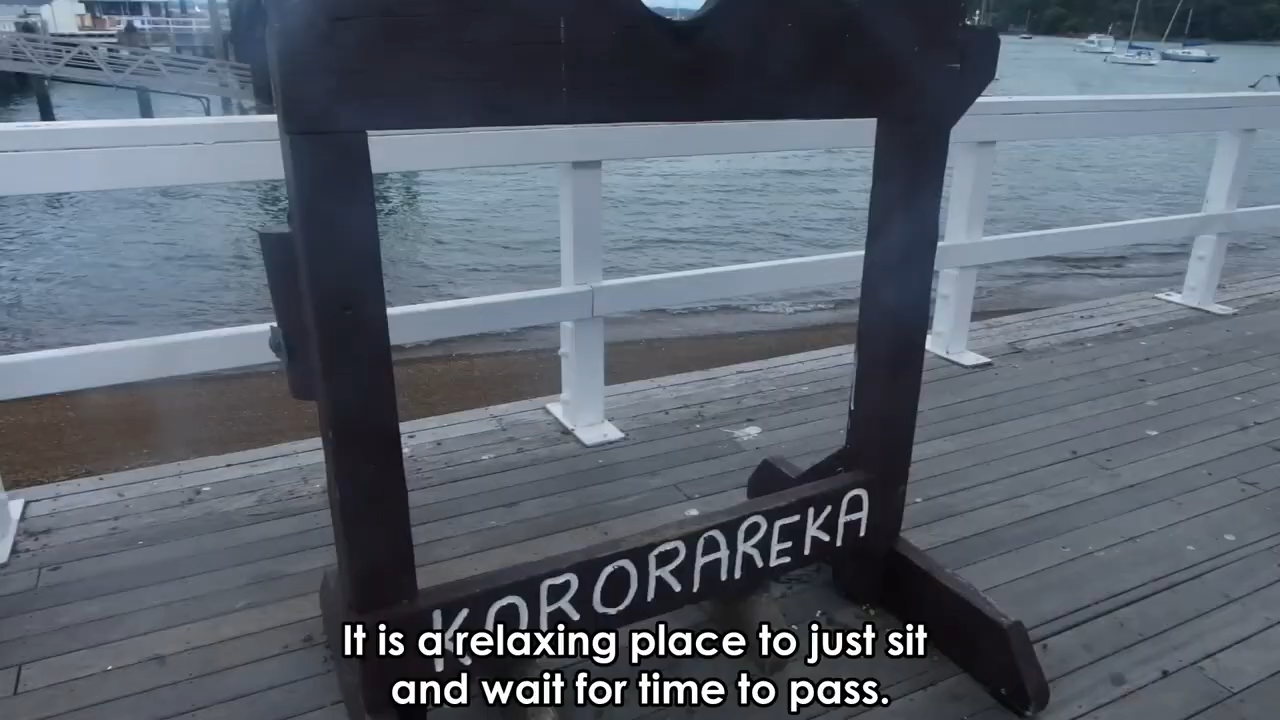 KORORAREKA
It is a relaxing place to just sit
and wait for time to pass.